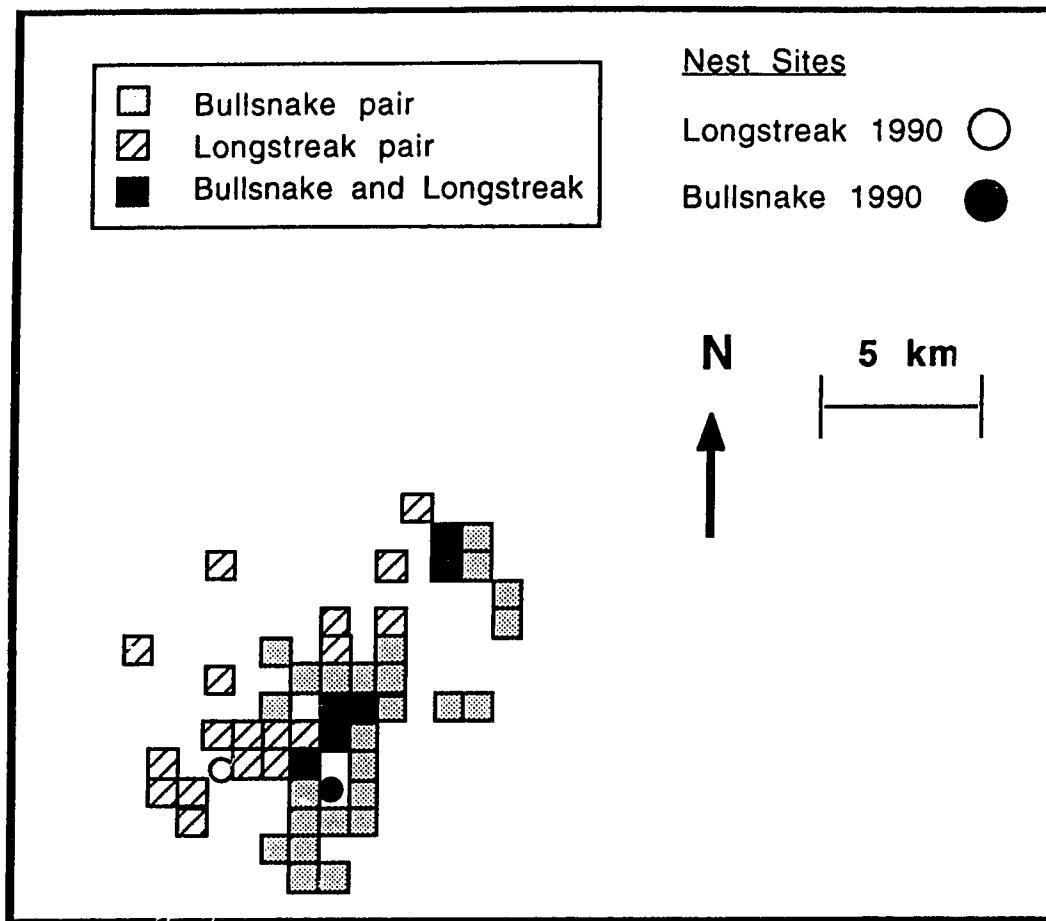 Bullsnake pair
Longstreak pair
Bullsnake and Longstreak
Nest Sites
Longstreak 1990
Bullsnake 1990
N
5 km